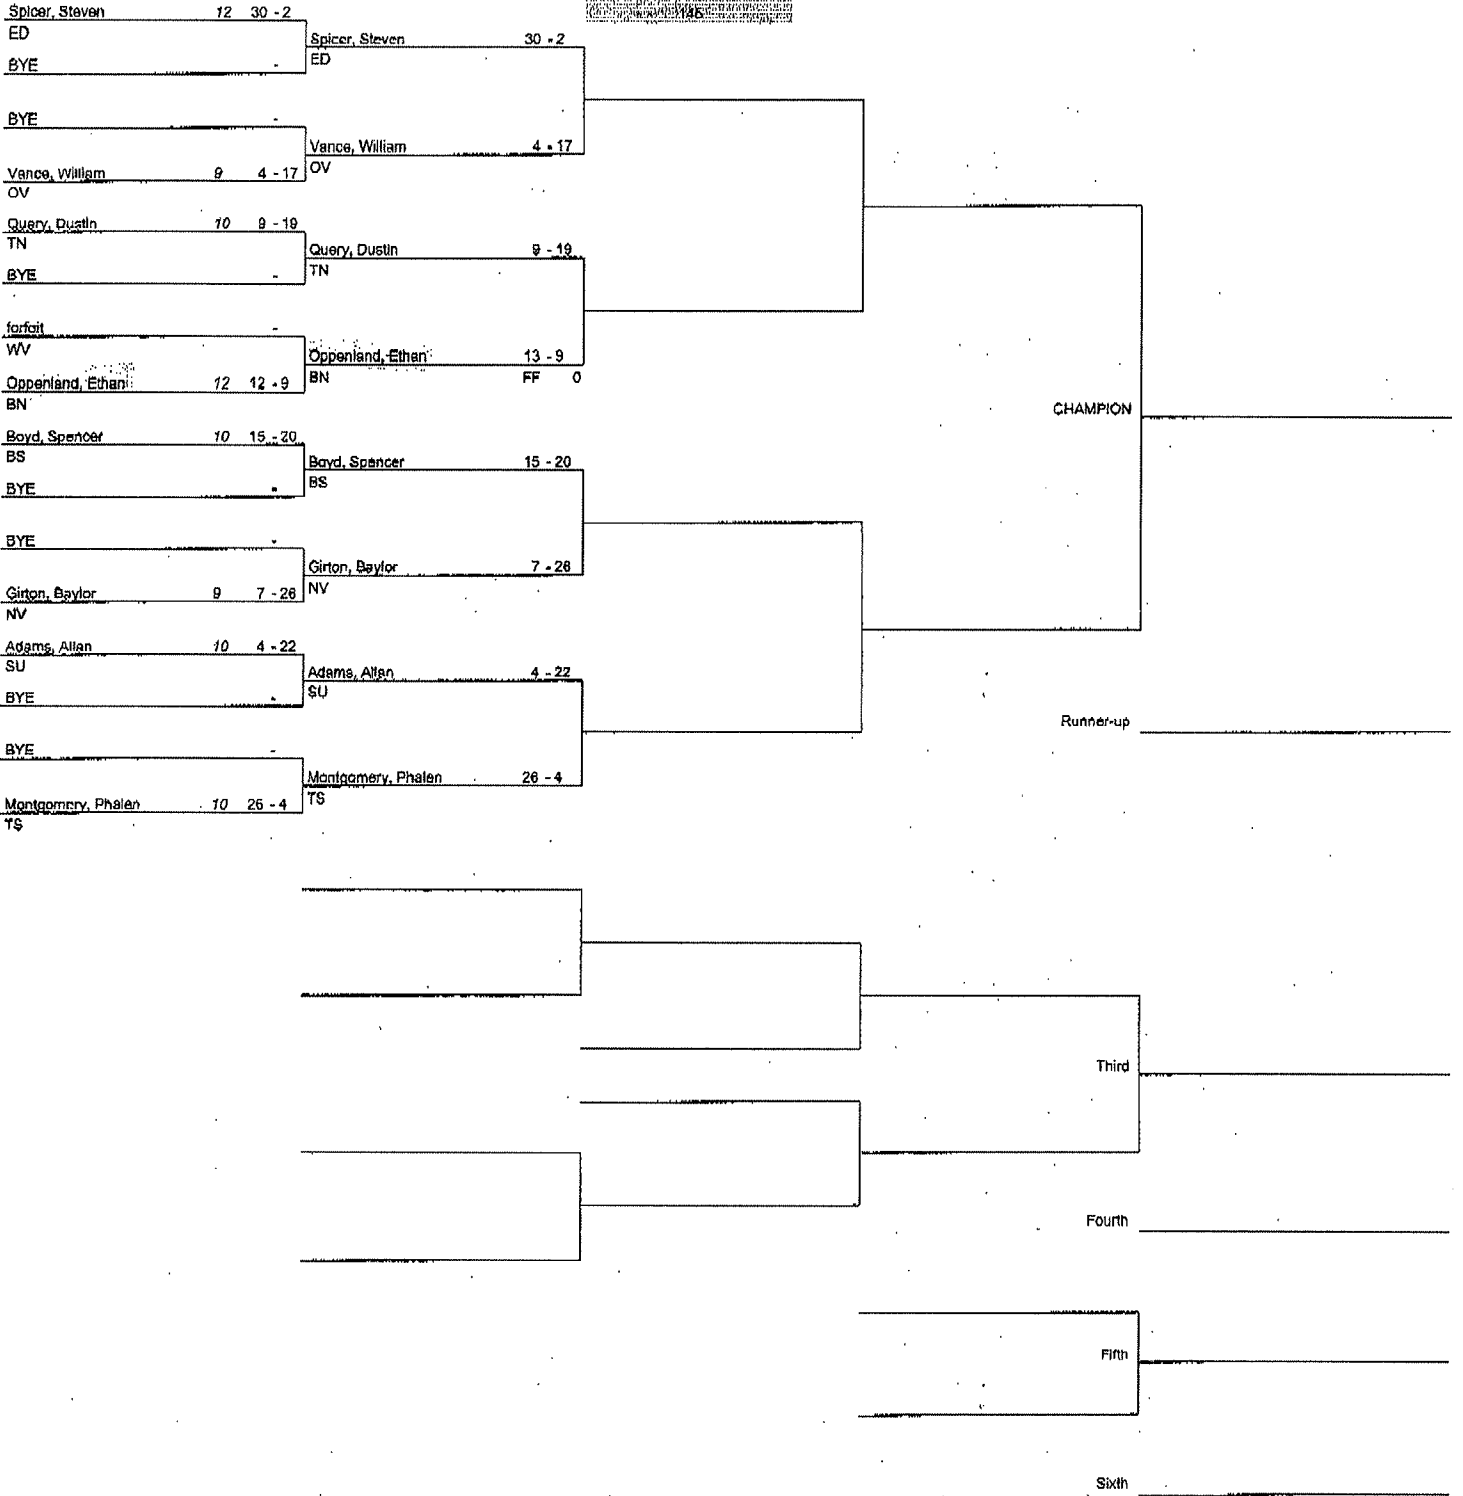 Spicer, Steven 12 30 - 2
ED
BYE -
BYE -
Vance, William 9 4 - 17
OV
Query, Dustin 10 9 - 19
TN
BYE -
forfeit -
WV
Oppenland, Ethan 12 12 - 9
BN
Boyd, Spencer 10 15 - 20
BS
BYE -
BYE -
Girton, Baylor 9 7 - 26
NV
Adams, Allan 10 4 - 22
SU
BYE -
BYE -
Montgomery, Phalen 10 26 - 4
TS
Spicer, Steven 30 - 2
ED
Vance, William 4 - 17
OV
Query, Dustin 9 - 19
TN
Oppenland, Ethan 13 - 9
BN FF 0
Boyd, Spencer 15 - 20
BS
Girton, Baylor 7 - 26
NV
Adams, Allan 4 - 22
SU
Montgomery, Phalen 26 - 4
TS
CHAMPION
Runner-up
Third
Fourth
Fifth
Sixth